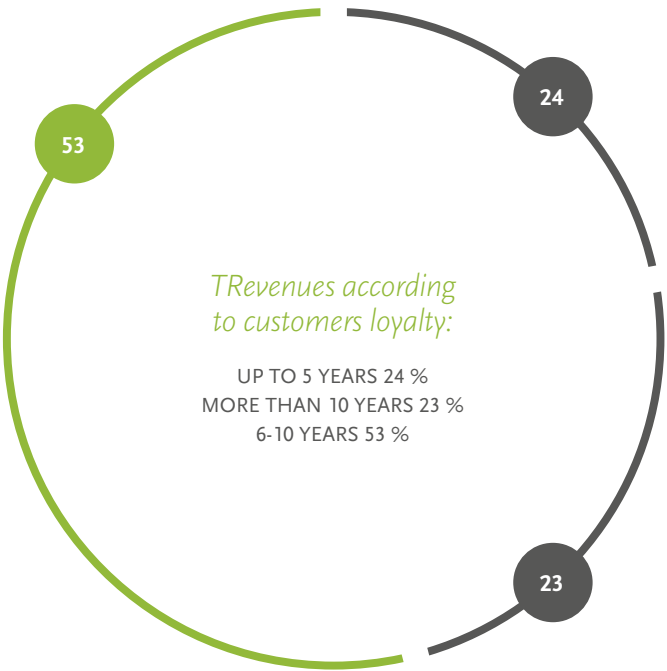 24
53
TRevenues according
to customers loyalty:
UP TO 5 YEARS 24 %
MORE THAN 10 YEARS 23 %
6-10 YEARS 53 %
23